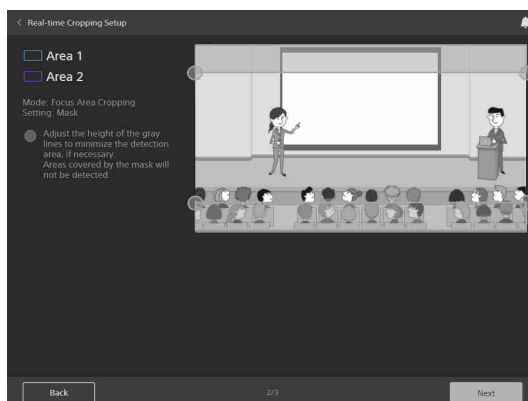 < Real-time Cropping Setup
Area 1
Area 2
Mode: Focus Area Cropping
Setting: Mask
Adjust the height of the gray
lines to minimize the detection
area, if necessary.
Areas covered by the mask will
not be detected.
Back
2/3
Next